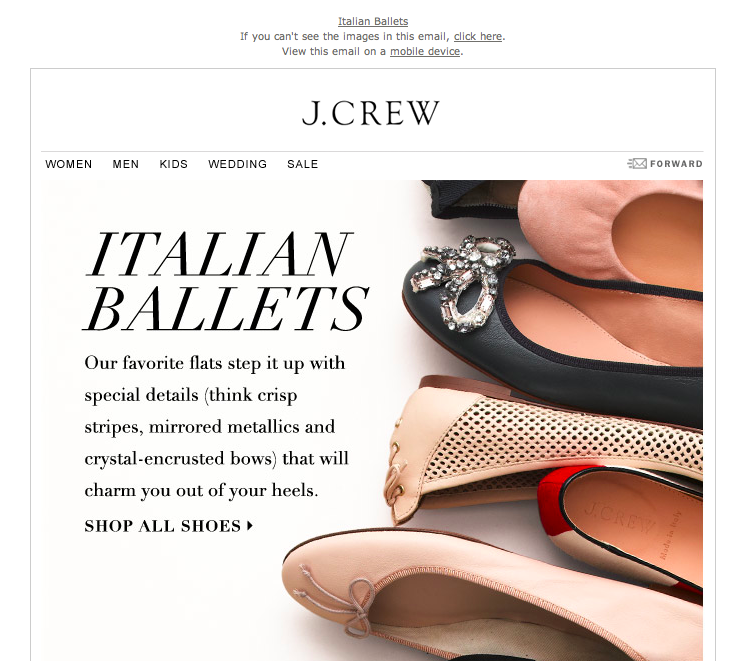 Italian Ballets
If you can't see the images in this email, click here.
View this email on a mobile device.
J.CREW
WOMEN MEN KIDS WEDDING SALE FORWARD
ITALIAN
BALLETS
Our favorite flats step it up with
special details (think crisp
stripes, mirrored metallics and
crystal-encrusted bows) that will
charm you out of your heels.
SHOP ALL SHOES
J.CREW
Made in Italy